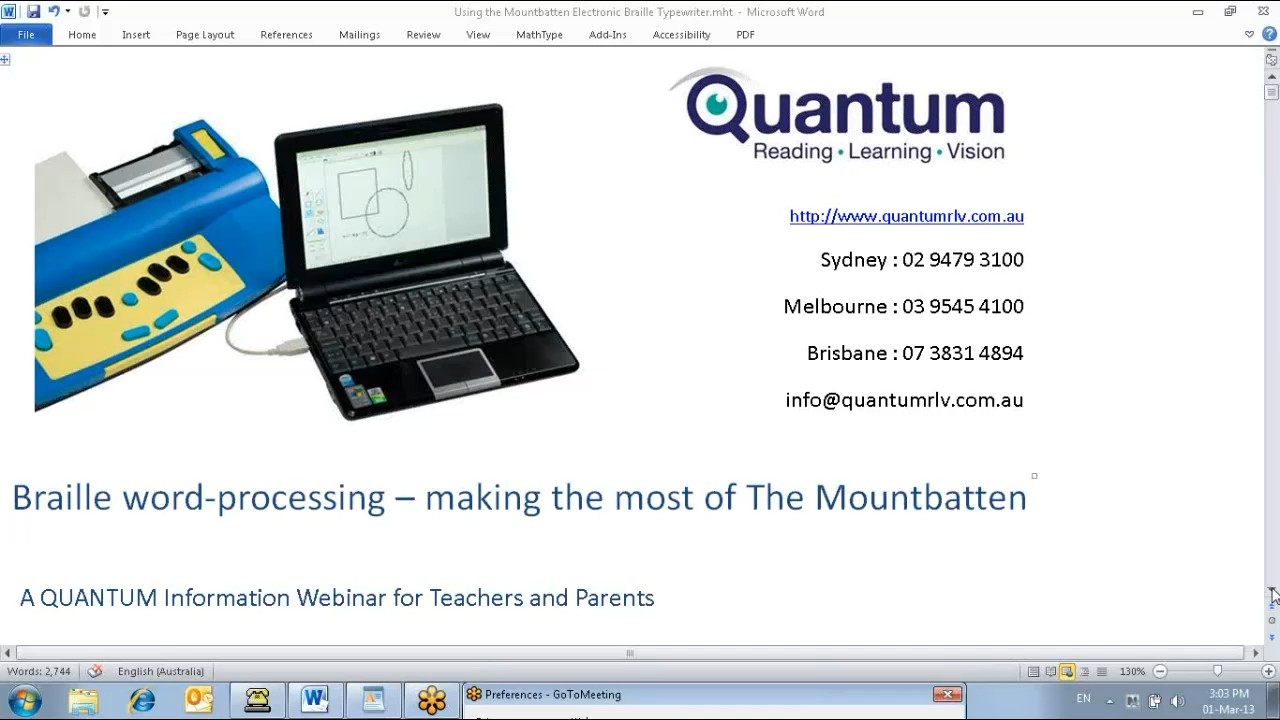 Using the Mountbatten Electronic Braille Typewriter.mht - Microsoft Word
File Home Insert Page Layout References Mailings Review View MathType Add-Ins Accessibility PDF
Quantum
Reading • Learning • Vision
http://www.quantumrlv.com.au
Sydney : 02 9479 3100
Melbourne : 03 9545 4100
Brisbane : 07 3831 4894
info@quantumrlv.com.au
Braille word-processing – making the most of The Mountbatten
A QUANTUM Information Webinar for Teachers and Parents
Words: 2,744 English (Australia) 130%
Preferences - GoToMeeting
EN
3:03 PM
01-Mar-13